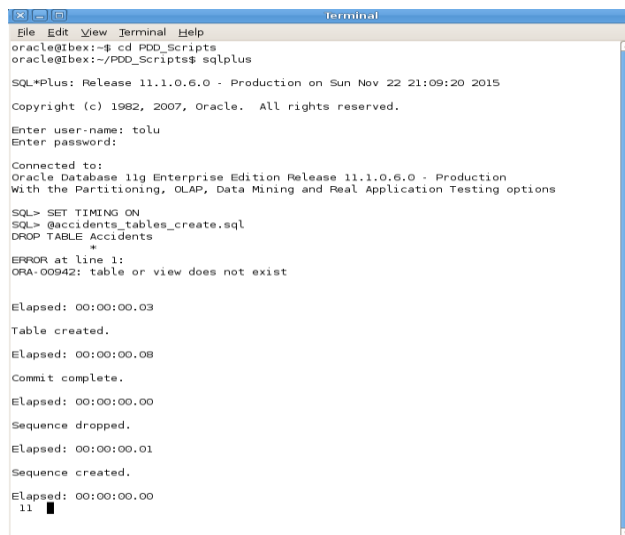 Terminal
File Edit View Terminal Help
oracle@Ibex:~$ cd PDD_Scripts
oracle@Ibex:~/PDD_Scripts$ sqlplus
SQL*Plus: Release 11.1.0.6.0 - Production on Sun Nov 22 21:09:20 2015
Copyright (c) 1982, 2007, Oracle.  All rights reserved.
Enter user-name: tolu
Enter password:
Connected to:
Oracle Database 11g Enterprise Edition Release 11.1.0.6.0 - Production
With the Partitioning, OLAP, Data Mining and Real Application Testing options
SQL> SET TIMING ON
SQL> @accidents_tables_create.sql
DROP TABLE Accidents
           *
ERROR at line 1:
ORA-00942: table or view does not exist
Elapsed: 00:00:00.03
Table created.
Elapsed: 00:00:00.08
Commit complete.
Elapsed: 00:00:00.00
Sequence dropped.
Elapsed: 00:00:00.01
Sequence created.
Elapsed: 00:00:00.00
 11